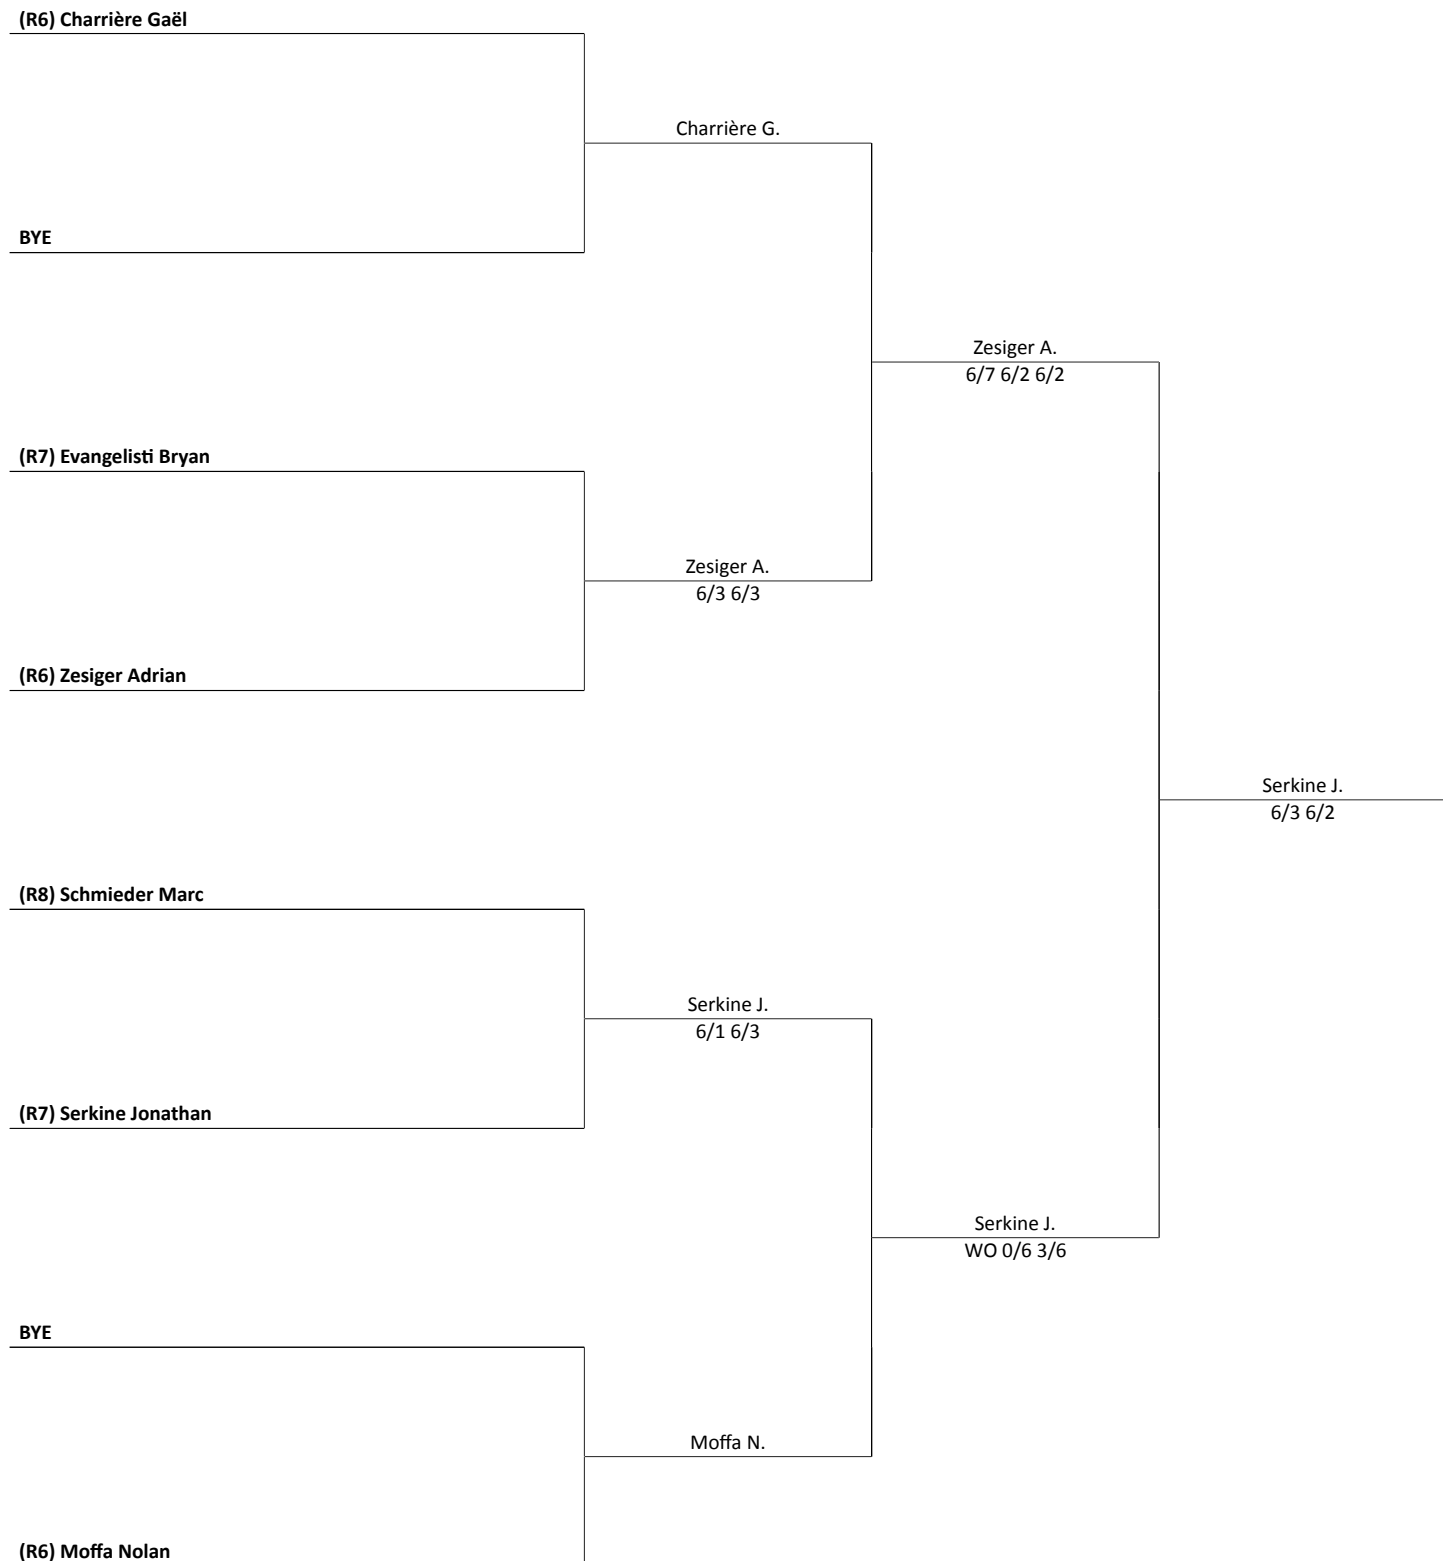 (R6) Charrière Gaël
Charrière G.
BYE
Zesiger A.
6/7 6/2 6/2
(R7) Evangelisti Bryan
Zesiger A.
6/3 6/3
(R6) Zesiger Adrian
Serkine J.
6/3 6/2
(R8) Schmieder Marc
Serkine J.
6/1 6/3
(R7) Serkine Jonathan
Serkine J.
WO 0/6 3/6
BYE
Moffa N.
(R6) Moffa Nolan